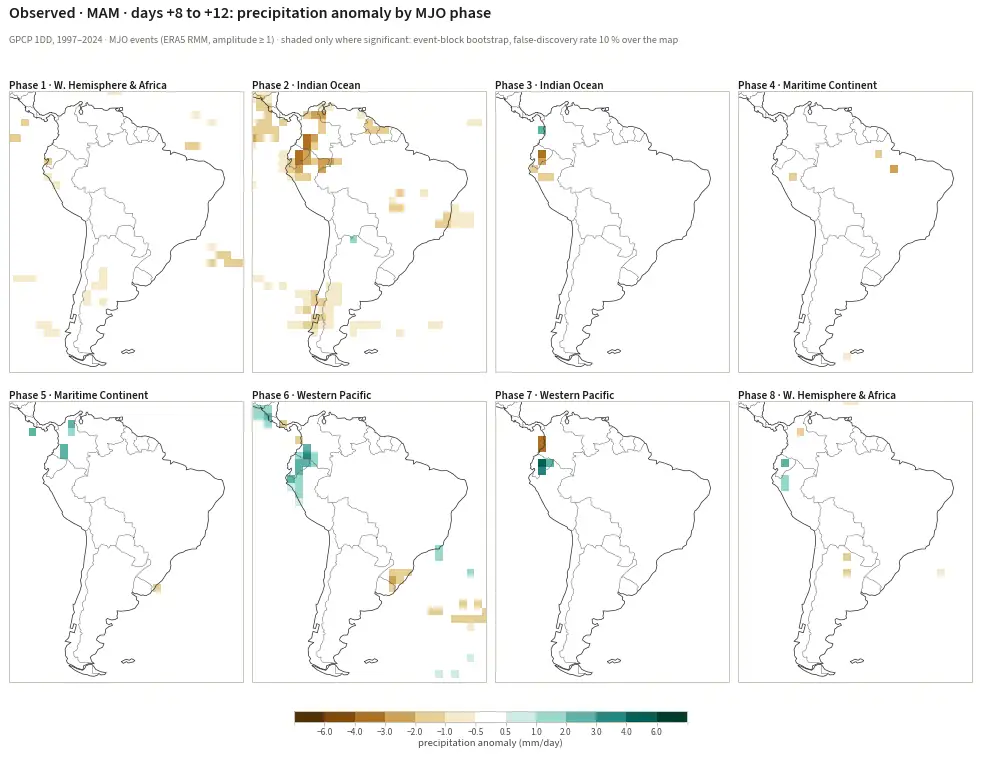 Observed · MAM · days +8 to +12: precipitation anomaly by MJO phase
GPCP 1DD, 1997–2024 · MJO events (ERA5 RMM, amplitude ≥ 1) · shaded only where significant: event-block bootstrap, false-discovery rate 10 % over the map
Phase 1 · W. Hemisphere & Africa
Phase 2 · Indian Ocean
Phase 3 · Indian Ocean
Phase 4 · Maritime Continent
Phase 5 · Maritime Continent
Phase 6 · Western Pacific
Phase 7 · Western Pacific
Phase 8 · W. Hemisphere & Africa
−6.0 −4.0 −3.0 −2.0 −1.0 −0.5 0.5 1.0 2.0 3.0 4.0 6.0
precipitation anomaly (mm/day)